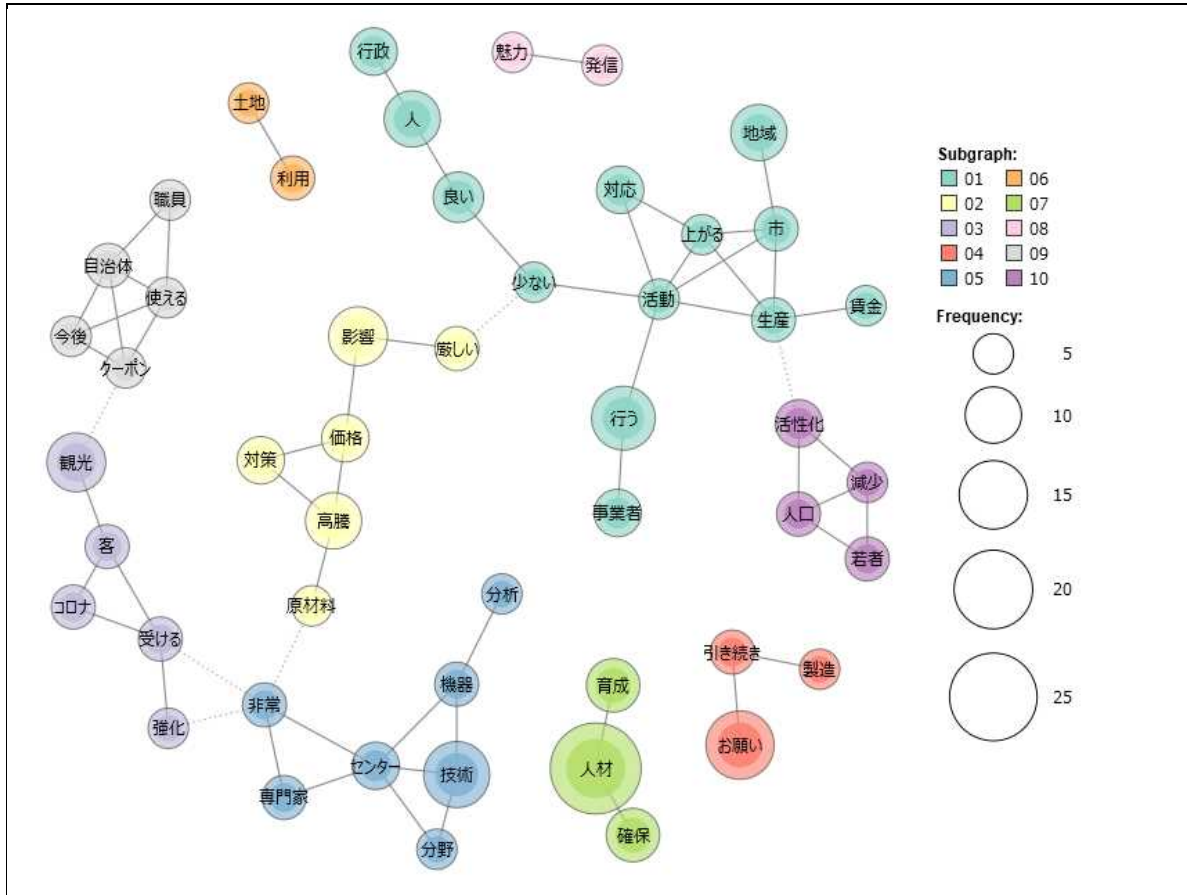 行政
魅力
発信
土地
人
地域
利用
職員
良い
対応
上がる
市
自治体
使える
少ない
活動
賃金
生産
今後
影響
厳しい
クーポン
行う
活性化
価格
観光
対策
減少
高騰
事業者
人口
客
若者
分析
コロナ
原材料
受ける
引き続き
製造
機器
育成
非常
強化
お願い
センター
技術
人材
専門家
確保
分野
Subgraph:
01 06
02 07
03 08
04 09
05 10
Frequency:
5
10
15
20
25